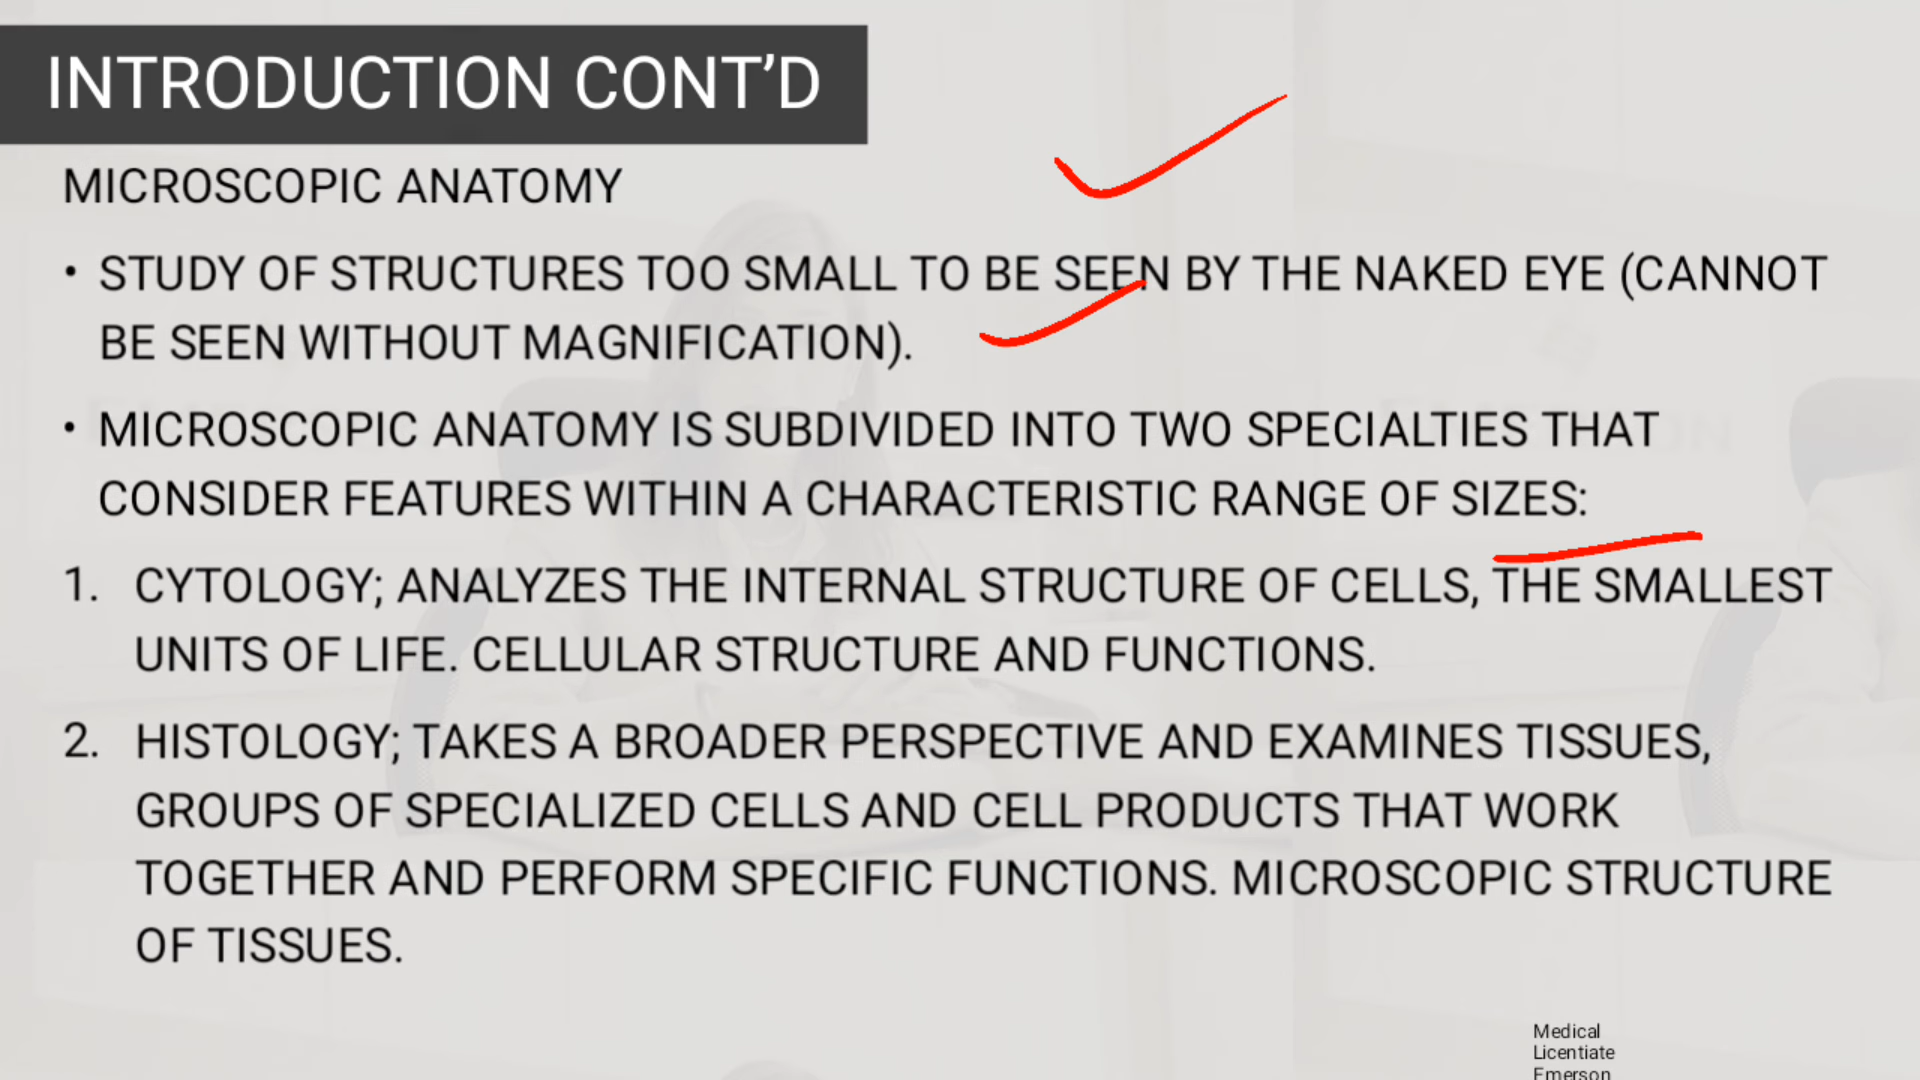 INTRODUCTION CONT’D
MICROSCOPIC ANATOMY
• STUDY OF STRUCTURES TOO SMALL TO BE SEEN BY THE NAKED EYE (CANNOT
BE SEEN WITHOUT MAGNIFICATION).
• MICROSCOPIC ANATOMY IS SUBDIVIDED INTO TWO SPECIALTIES THAT
CONSIDER FEATURES WITHIN A CHARACTERISTIC RANGE OF SIZES:
1. CYTOLOGY; ANALYZES THE INTERNAL STRUCTURE OF CELLS, THE SMALLEST
UNITS OF LIFE. CELLULAR STRUCTURE AND FUNCTIONS.
2. HISTOLOGY; TAKES A BROADER PERSPECTIVE AND EXAMINES TISSUES,
GROUPS OF SPECIALIZED CELLS AND CELL PRODUCTS THAT WORK
TOGETHER AND PERFORM SPECIFIC FUNCTIONS. MICROSCOPIC STRUCTURE
OF TISSUES.
Medical
Licentiate
Emerson